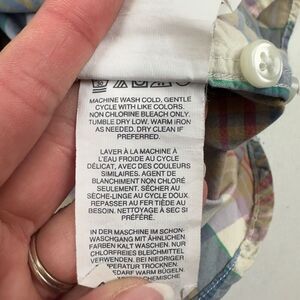 MACHINE WASH COLD, GENTLE
CYCLE WITH LIKE COLORS.
NON CHLORINE BLEACH ONLY.
TUMBLE DRY LOW. WARM IRON
AS NEEDED. DRY CLEAN IF
PREFERRED.
LAVER À LA MACHINE A
L'EAU FROIDE AU CYCLE
DÉLICAT, AVEC DES COULEURS
SIMILAIRES. AGENT DE
BLANCHIMENT NON CHLORÉ
SEULEMENT. SÉCHER AU
SÈCHE-LINGE AU CYCLE DOUX.
REPASSER AU FER TIÈDE AU
BESOIN. NETTOYAGE À SEC SI
PRÉFÉRÉ.
IN DER MASCHINE IM SCHON-
WASCHGANG MIT ÄHNLICHEN
FARBEN KALT WASCHEN. NUR
BLEICHEN.
BEI NIEDRIGER
TEMPERATUR TROCKNEN.
BEDARF WARM BÜGELN.